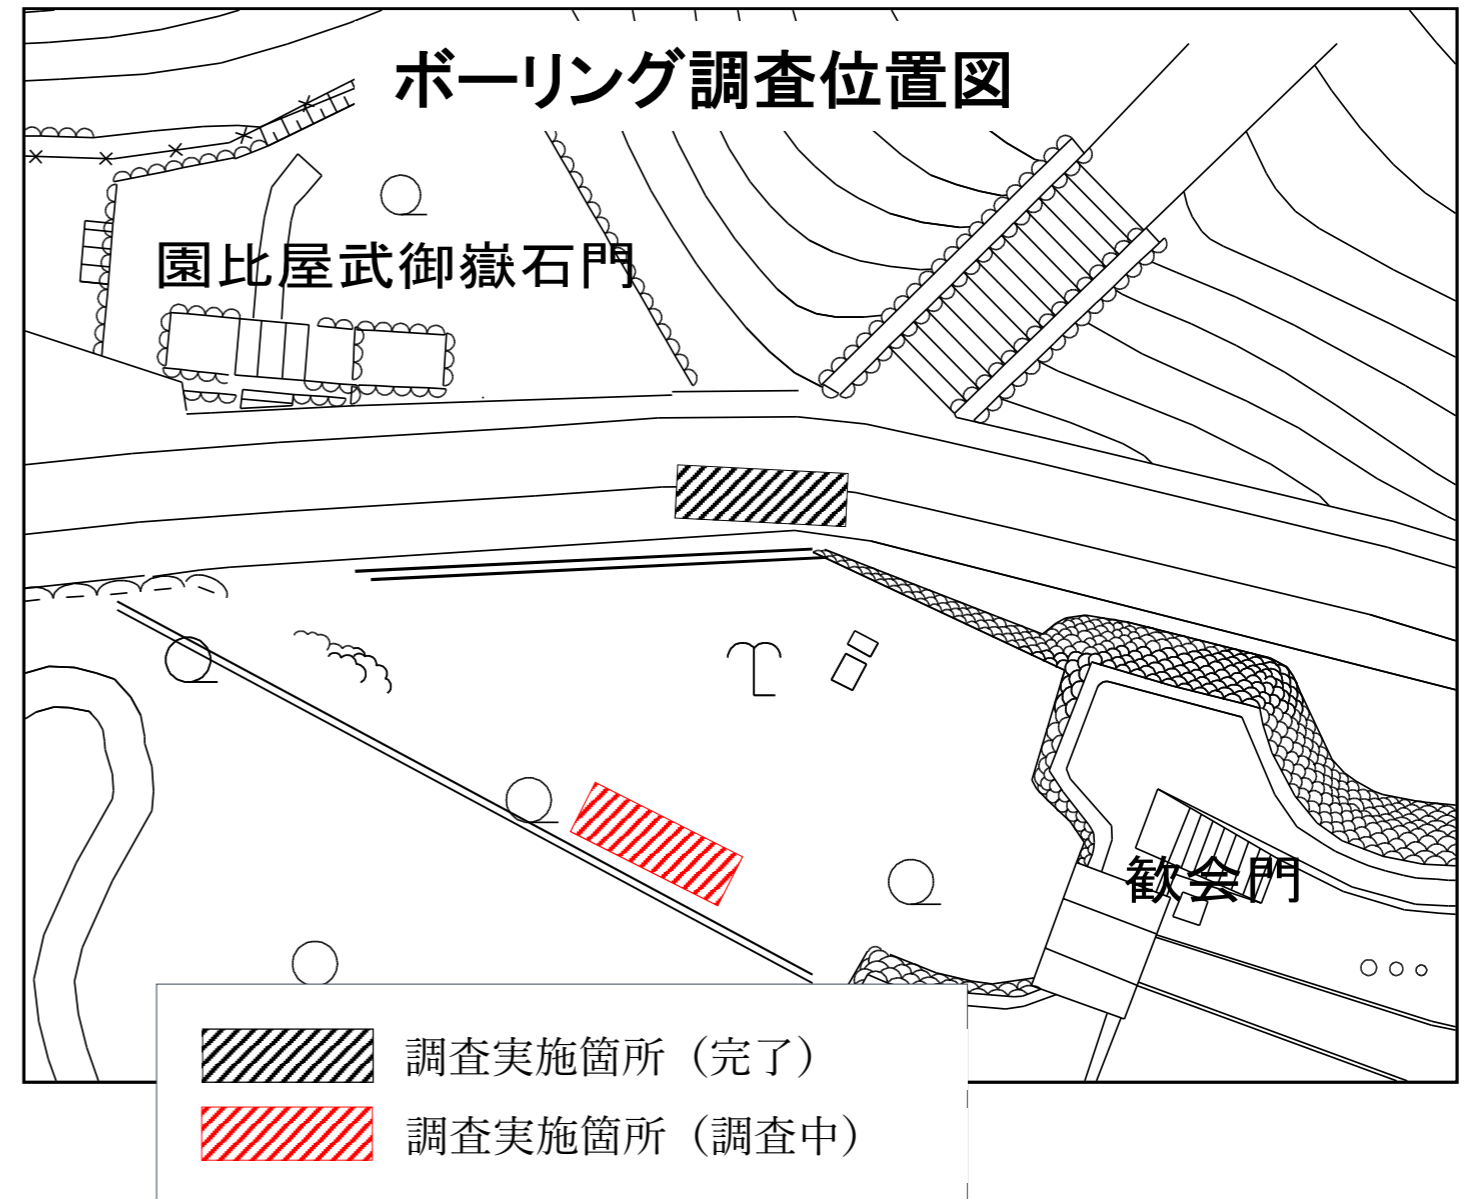 ボーリング調査位置図
園比屋武御嶽石門
歓会門
調査実施箇所（完了）
調査実施箇所（調査中）